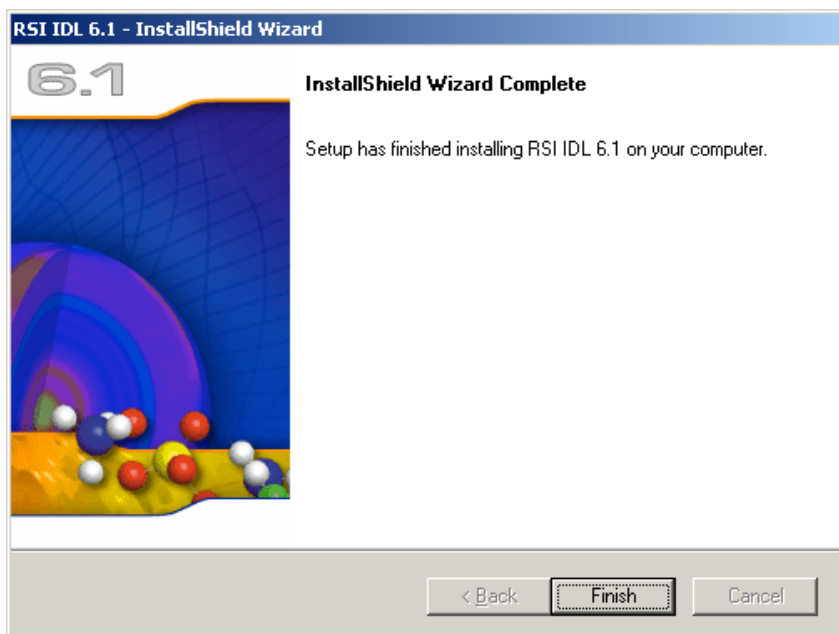 RSI IDL 6.1 - InstallShield Wizard
6.1
InstallShield Wizard Complete
Setup has finished installing RSI IDL 6.1 on your computer.
< Back
Finish
Cancel